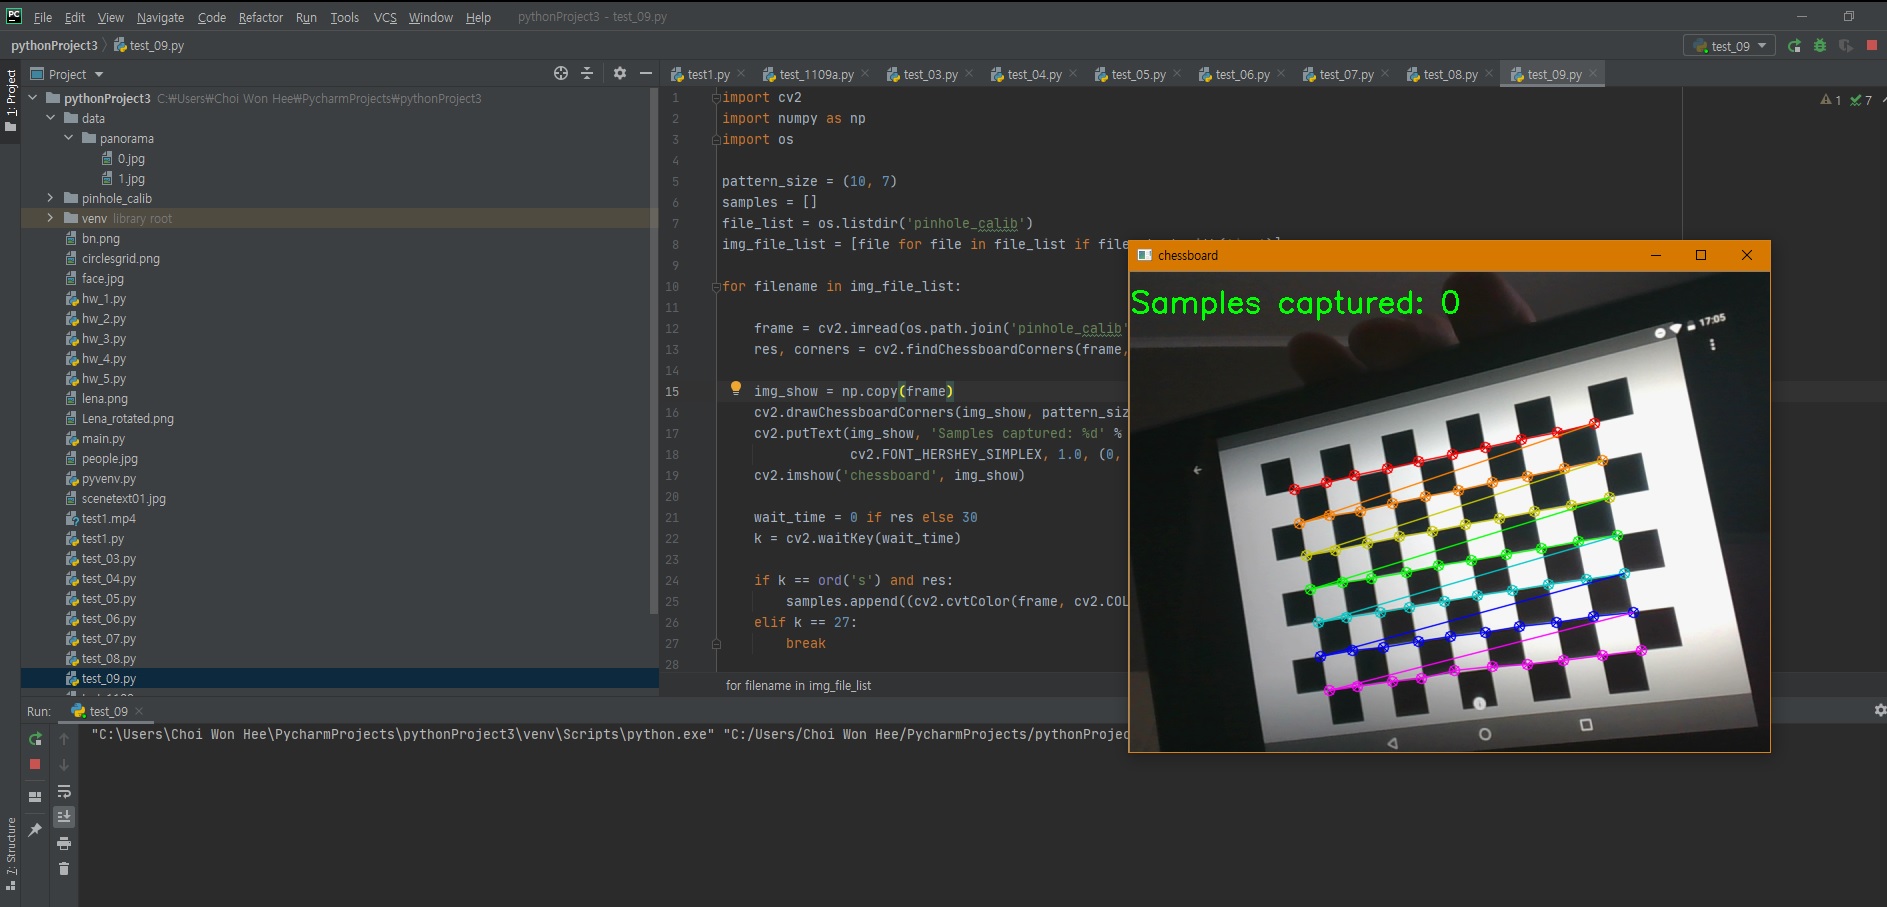 File Edit View Navigate Code Refactor Run Tools VCS Window Help pythonProject3 - test_09.py
pythonProject3 test_09.py
test_09
1: Project
Project
test1.py test_1109a.py test_03.py test_04.py test_05.py test_06.py test_07.py test_08.py test_09.py
pythonProject3 C:₩Users₩Choi Won Hee₩PycharmProjects₩pythonProject3
data
panorama
0.jpg
1.jpg
pinhole_calib
venv library root
bn.png
circlesgrid.png
face.jpg
hw_1.py
hw_2.py
hw_3.py
hw_4.py
hw_5.py
lena.png
Lena_rotated.png
main.py
people.jpg
pyvenv.py
scenetext01.jpg
test1.mp4
test1.py
test_03.py
test_04.py
test_05.py
test_06.py
test_07.py
test_08.py
test_09.py
1 import cv2
2 import numpy as np
3 import os
4
5 pattern_size = (10, 7)
6 samples = []
7 file_list = os.listdir('pinhole_calib')
8 img_file_list = [file for file in file_list if file
9
10 for filename in img_file_list:
11
12 frame = cv2.imread(os.path.join('pinhole_calib'
13 res, corners = cv2.findChessboardCorners(frame,
14
15 img_show = np.copy(frame)
16 cv2.drawChessboardCorners(img_show, pattern_siz
17 cv2.putText(img_show, 'Samples captured: %d' %
18 cv2.FONT_HERSHEY_SIMPLEX, 1.0, (0,
19 cv2.imshow('chessboard', img_show)
20
21 wait_time = 0 if res else 30
22 k = cv2.waitKey(wait_time)
23
24 if k == ord('s') and res:
25 samples.append((cv2.cvtColor(frame, cv2.COL
26 elif k == 27:
27 break
28
for filename in img_file_list
1 7
chessboard
Samples captured: 0
17:05
Run: test_09
"C:\Users\Choi Won Hee\PycharmProjects\pythonProject3\venv\Scripts\python.exe" "C:/Users/Choi Won Hee/PycharmProjects/pythonProjec
7: Structure